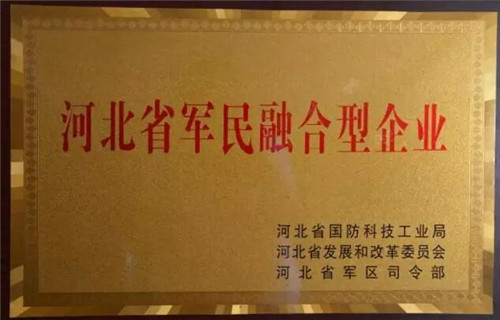 河北省军民融合型企业
河北省国防科技工业局
河北省发展和改革委员会
河北省军区司令部